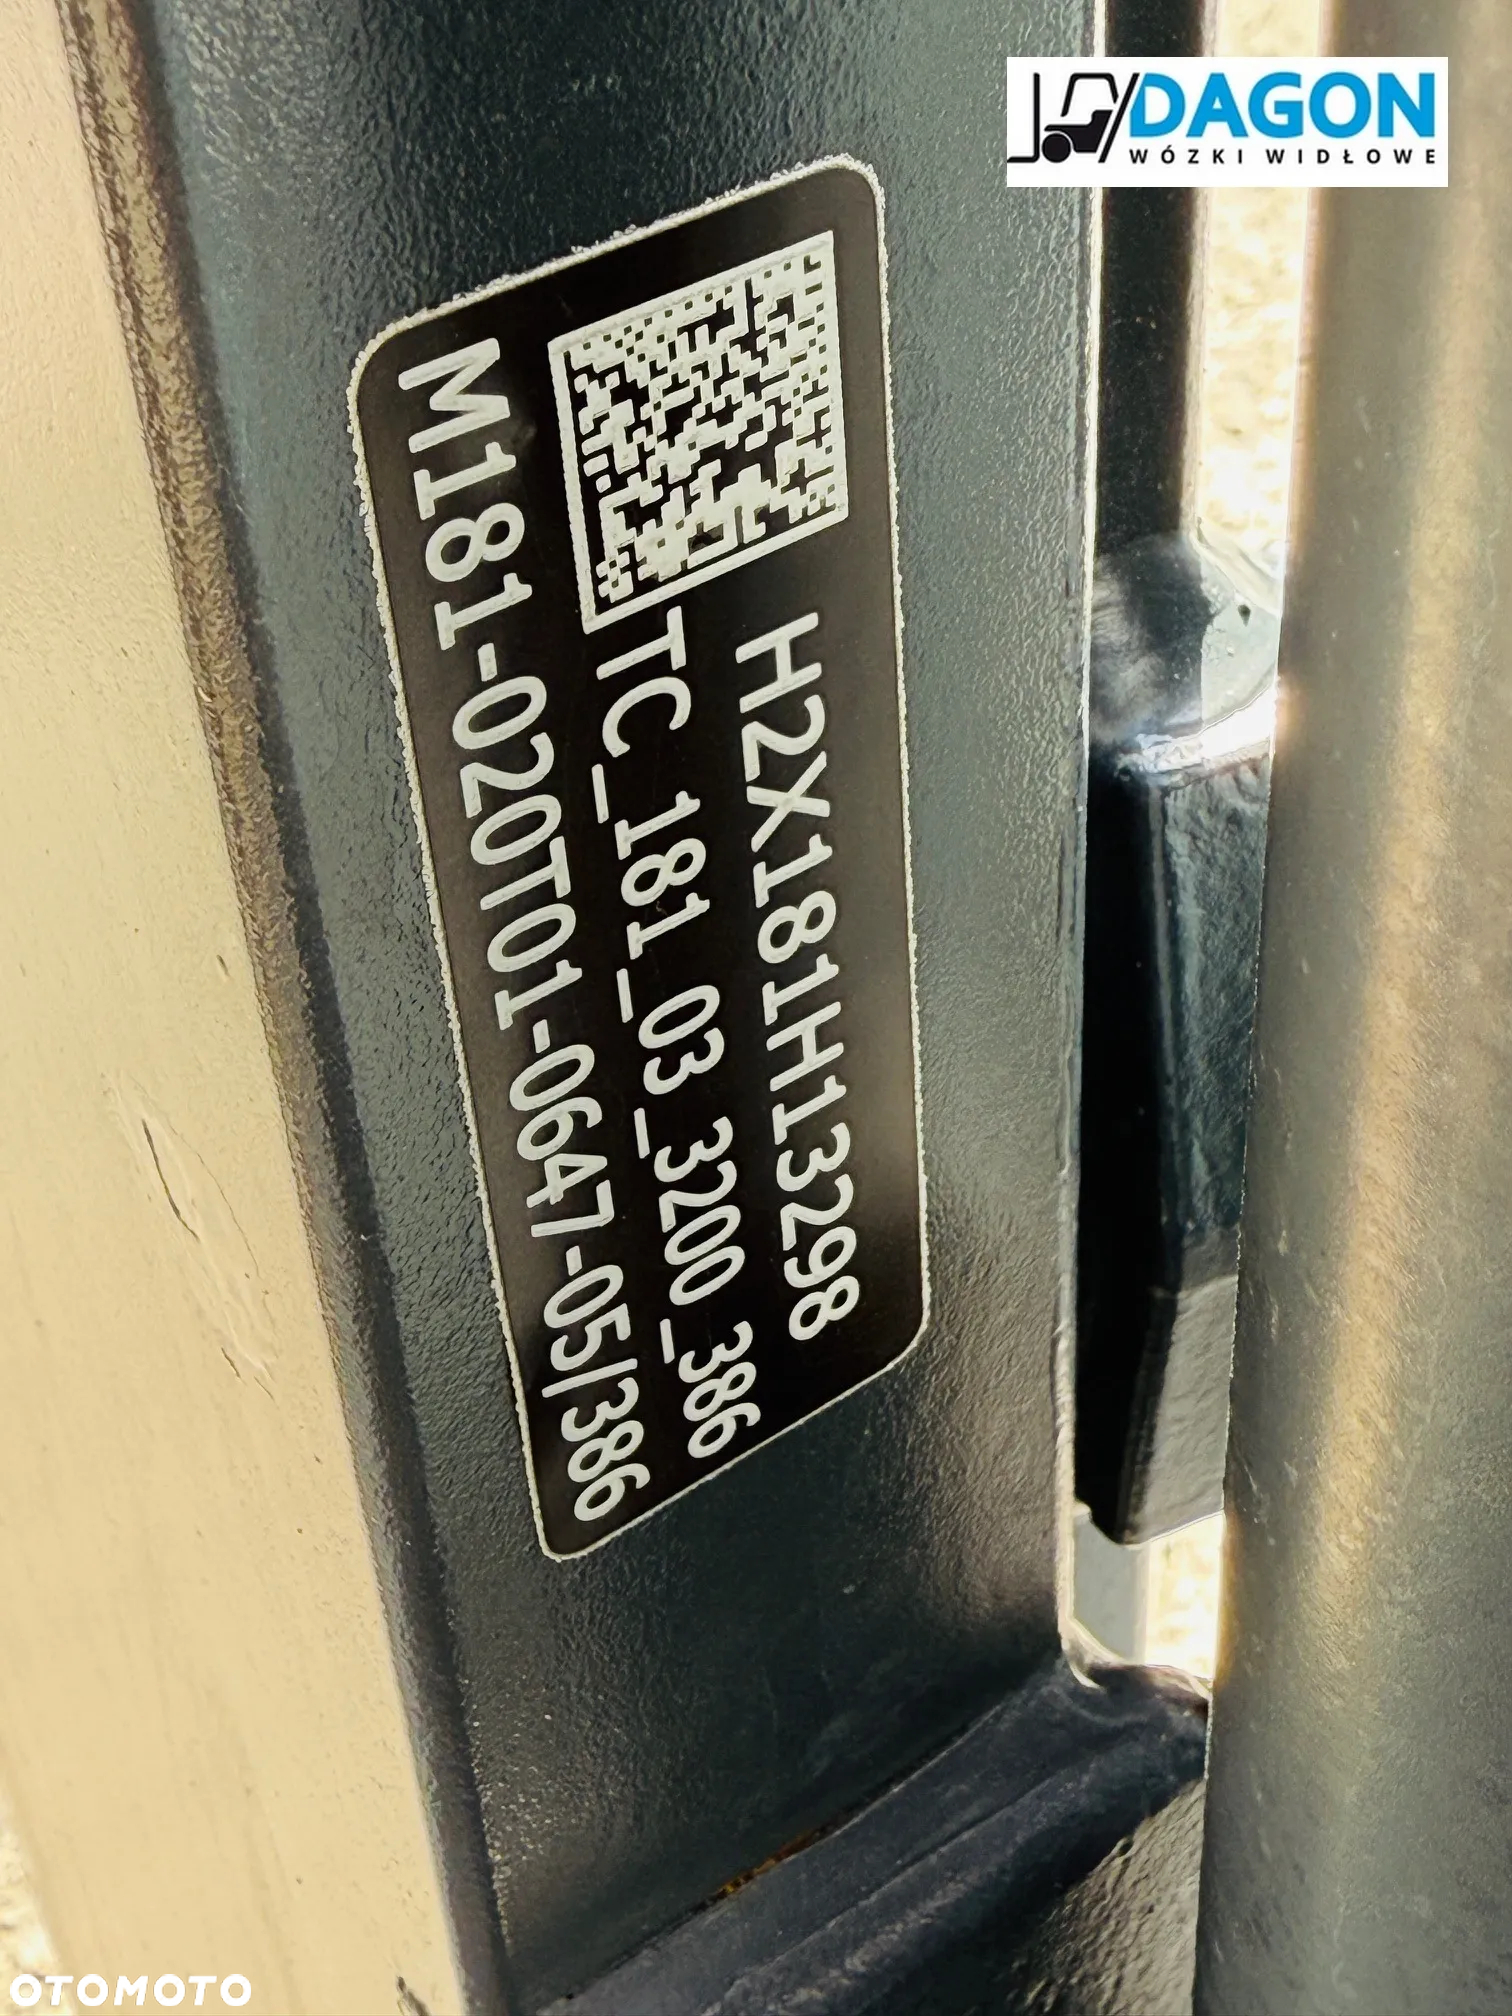 DAGON
WÓZKI WIDŁOWE
H2X181H13298
TC_181_03_3200_386
M181-020T01-0647-05/386
OTOMOTO